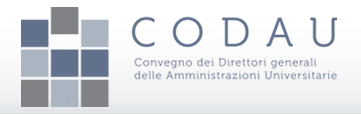 CODAU
Convegno dei Direttori generali
delle Amministrazioni Universitarie